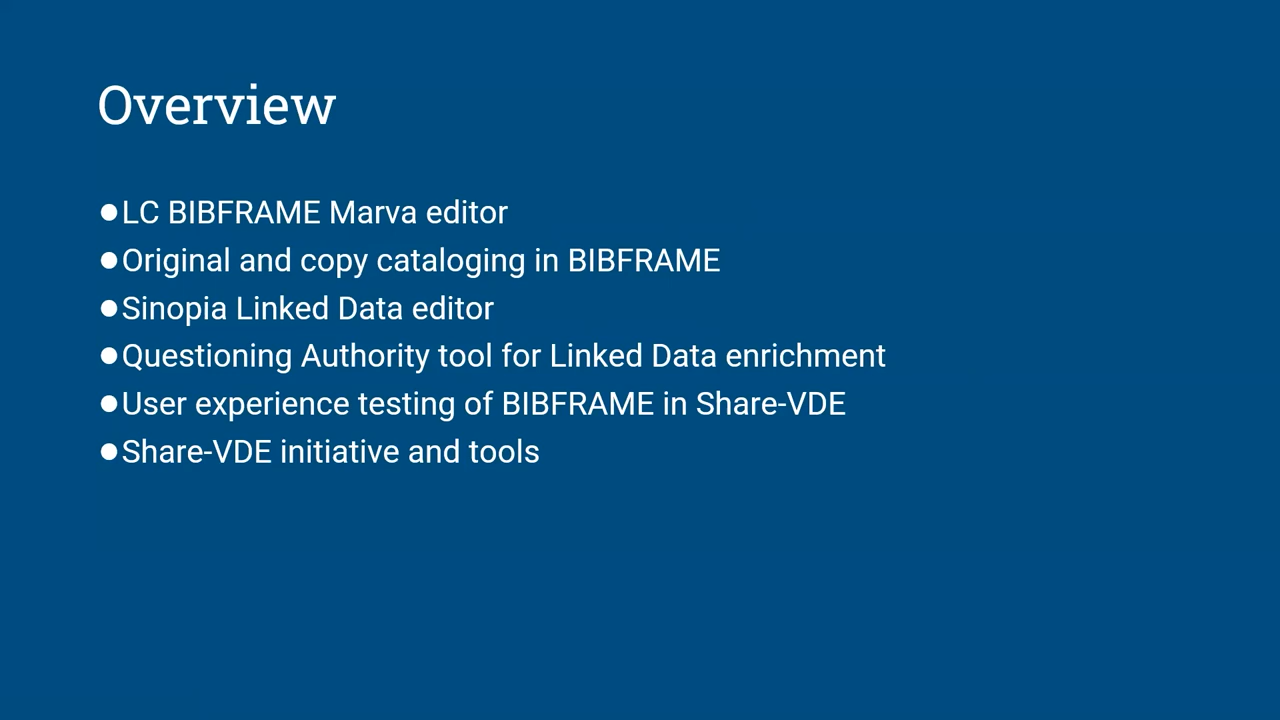 Overview
●LC BIBFRAME Marva editor
●Original and copy cataloging in BIBFRAME
●Sinopia Linked Data editor
●Questioning Authority tool for Linked Data enrichment
●User experience testing of BIBFRAME in Share-VDE
●Share-VDE initiative and tools